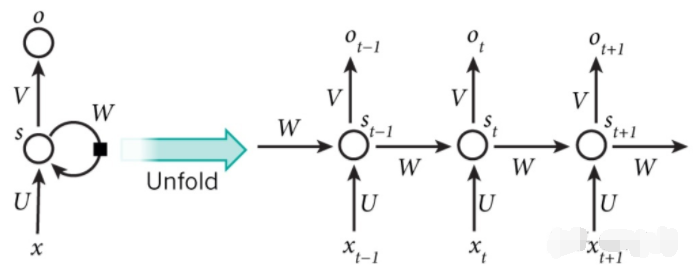 o
V
W
s
U
x
Unfold
o_{t-1} o_t o_{t+1}
V V V
W s_{t-1} s_t s_{t+1}
W W W
U U U
x_{t-1} x_t x_{t+1}